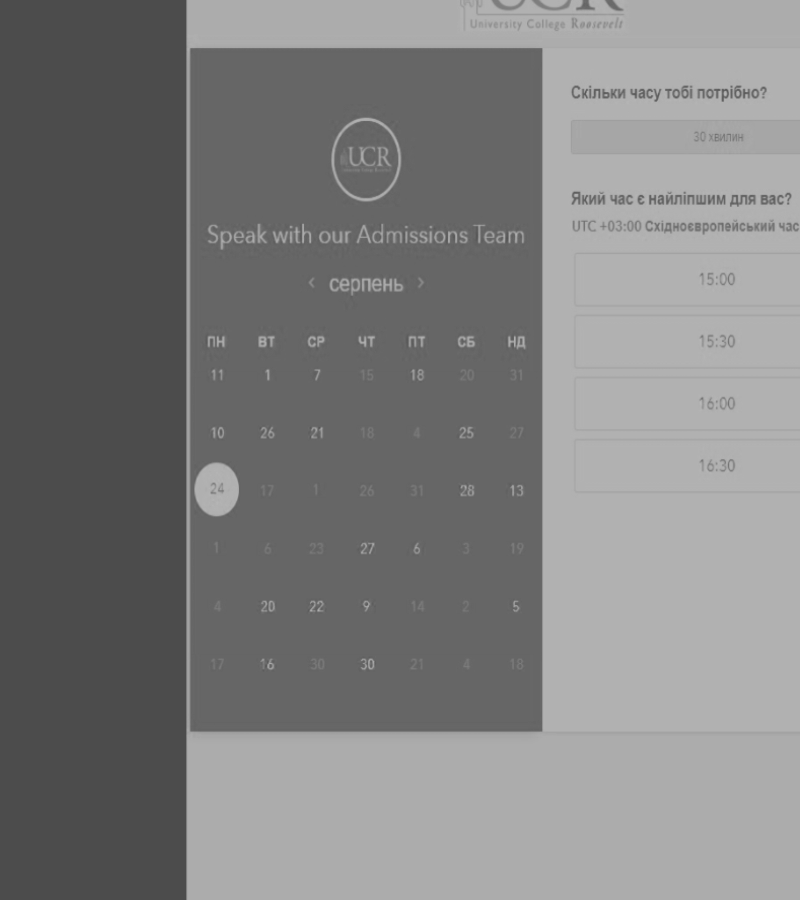 UCR
University College Roosevelt
UCR
Speak with our Admissions Team
‹ серпень ›
ПН ВТ СР ЧТ ПТ СБ НД
11 1 7 15 18 20 31
10 26 21 18 4 25 27
24 17 1 26 31 28 13
1 6 23 27 6 3 19
4 20 22 9 14 2 5
17 16 30 30 21 4 18
Скільки часу тобі потрібно?
30 хвилин
Який час є найліпшим для вас?
UTC +03:00 Східноєвропейський час
15:00
15:30
16:00
16:30